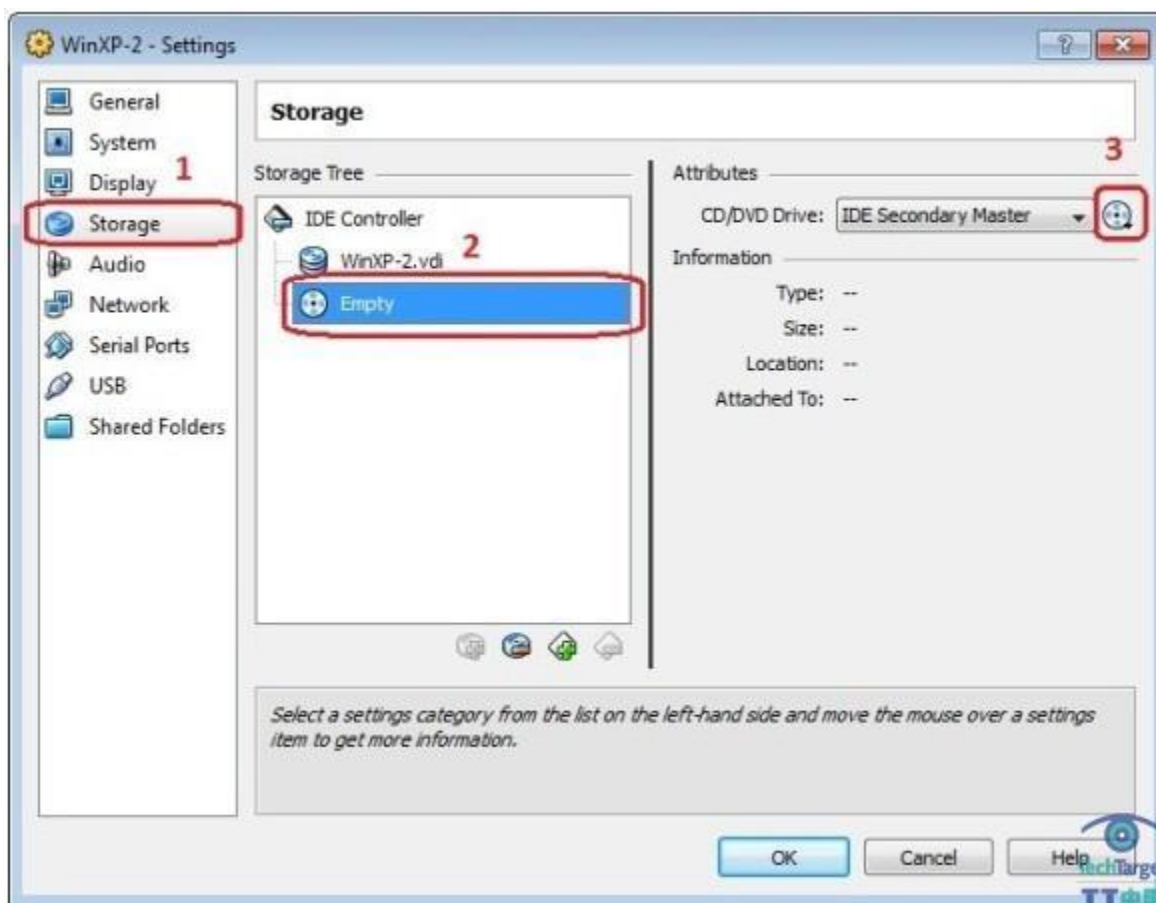 WinXP-2 - Settings
General
System
Display
1
Storage
Audio
Network
Serial Ports
USB
Shared Folders
Storage
Storage Tree
IDE Controller
WinXP-2.vdi
2
Empty
Attributes
3
CD/DVD Drive: IDE Secondary Master
Information
Type: --
Size: --
Location: --
Attached To: --
Select a settings category from the list on the left-hand side and move the mouse over a settings
item to get more information.
OK
Cancel
Help